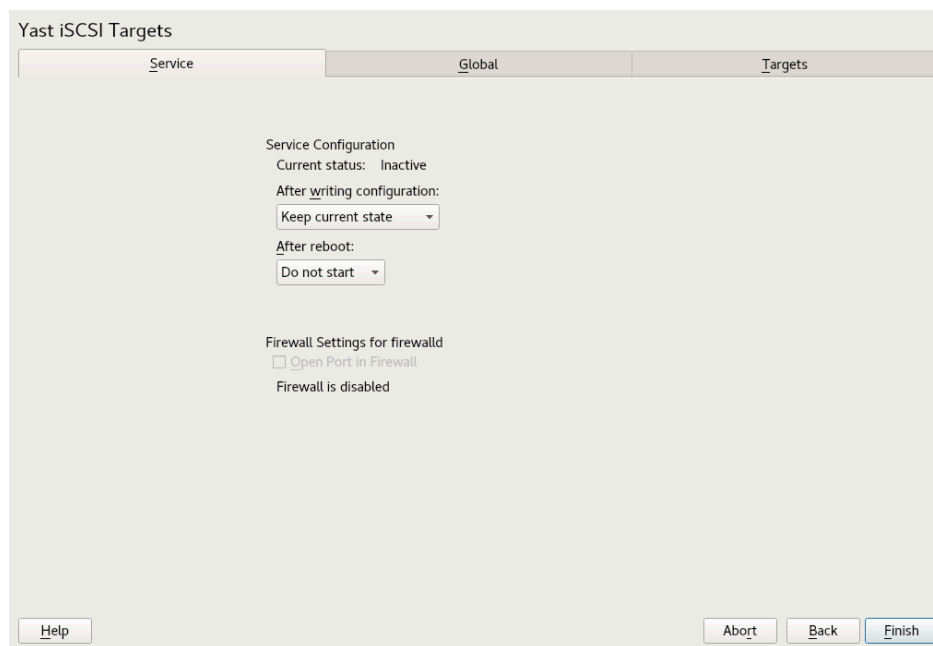 Yast iSCSI Targets
Service Global Targets
Service Configuration
Current status: Inactive
After writing configuration:
Keep current state
After reboot:
Do not start
Firewall Settings for firewalld
Open Port in Firewall
Firewall is disabled
Help Abort Back Finish